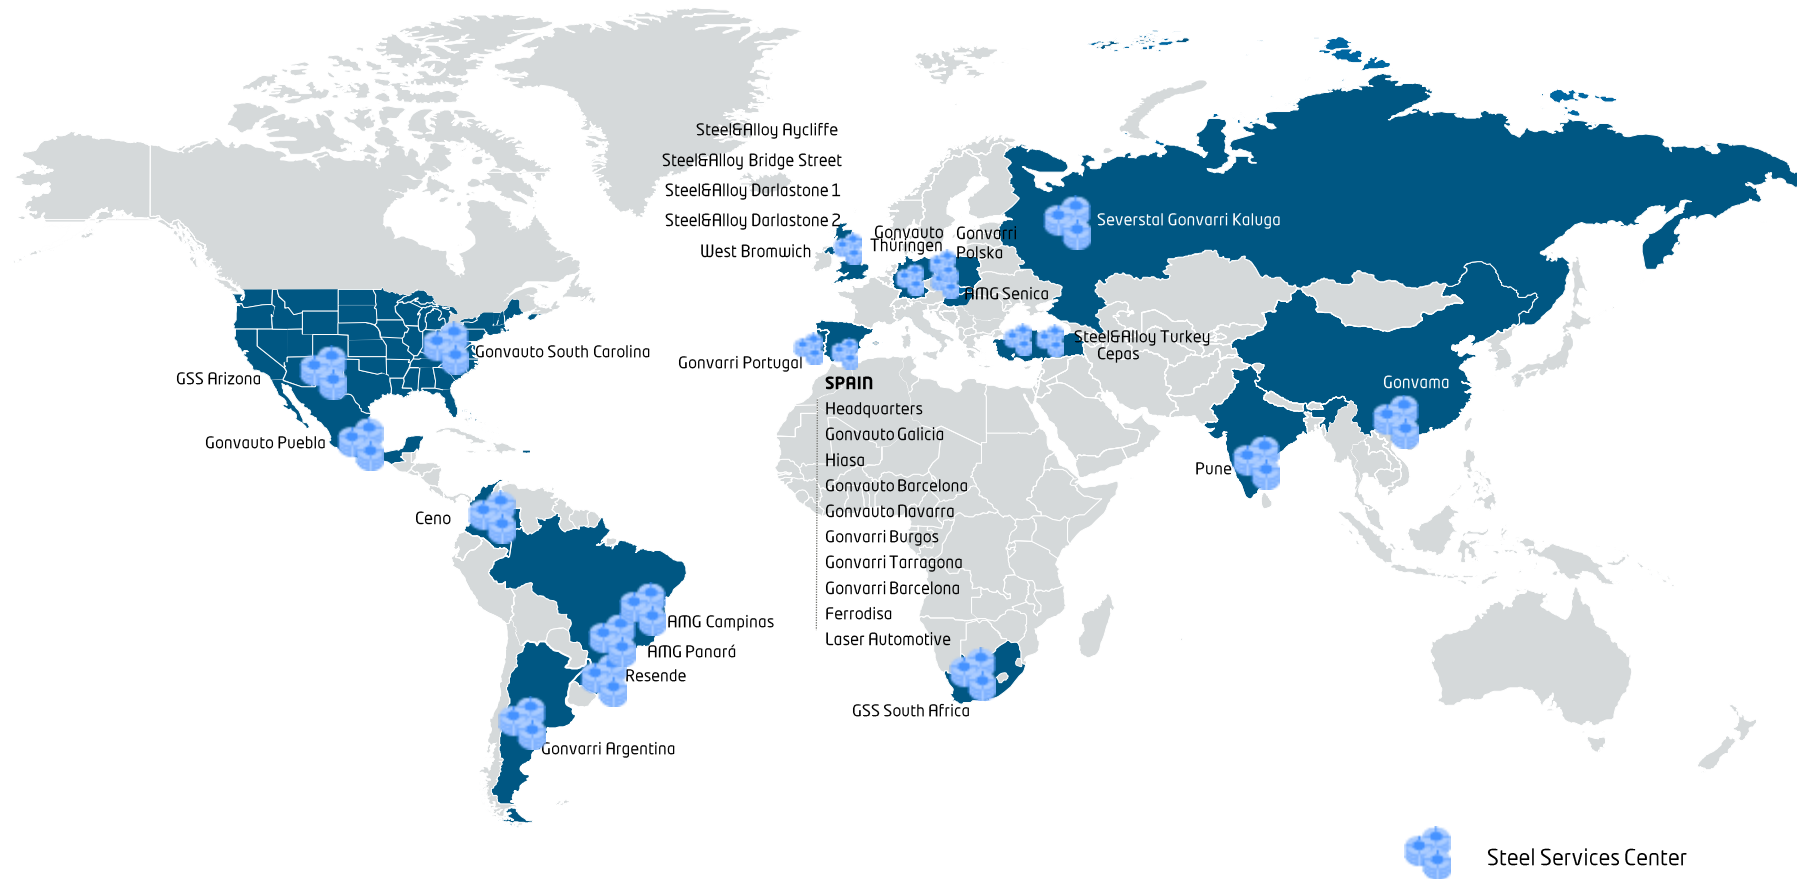 Steel&Alloy Aycliffe
Steel&Alloy Bridge Street
Steel&Alloy Darlastone 1
Steel&Alloy Darlastone 2
West Bromwich
Gonvauto
Thüringen
Gonvarri
Polska
AMG Senica
Severstal Gonvarri Kaluga
Steel&Alloy Turkey
Cepas
Gonvarri Portugal
Gonvauto South Carolina
GSS Arizona
Gonvauto Puebla
Gonvama
Pune
Ceno
SPAIN
Headquarters
Gonvauto Galicia
Hiasa
Gonvauto Barcelona
Gonvauto Navarra
Gonvarri Burgos
Gonvarri Tarragona
Gonvarri Barcelona
Ferrodisa
Laser Automotive
AMG Campinas
AMG Panará
Resende
GSS South Africa
Gonvarri Argentina
Steel Services Center